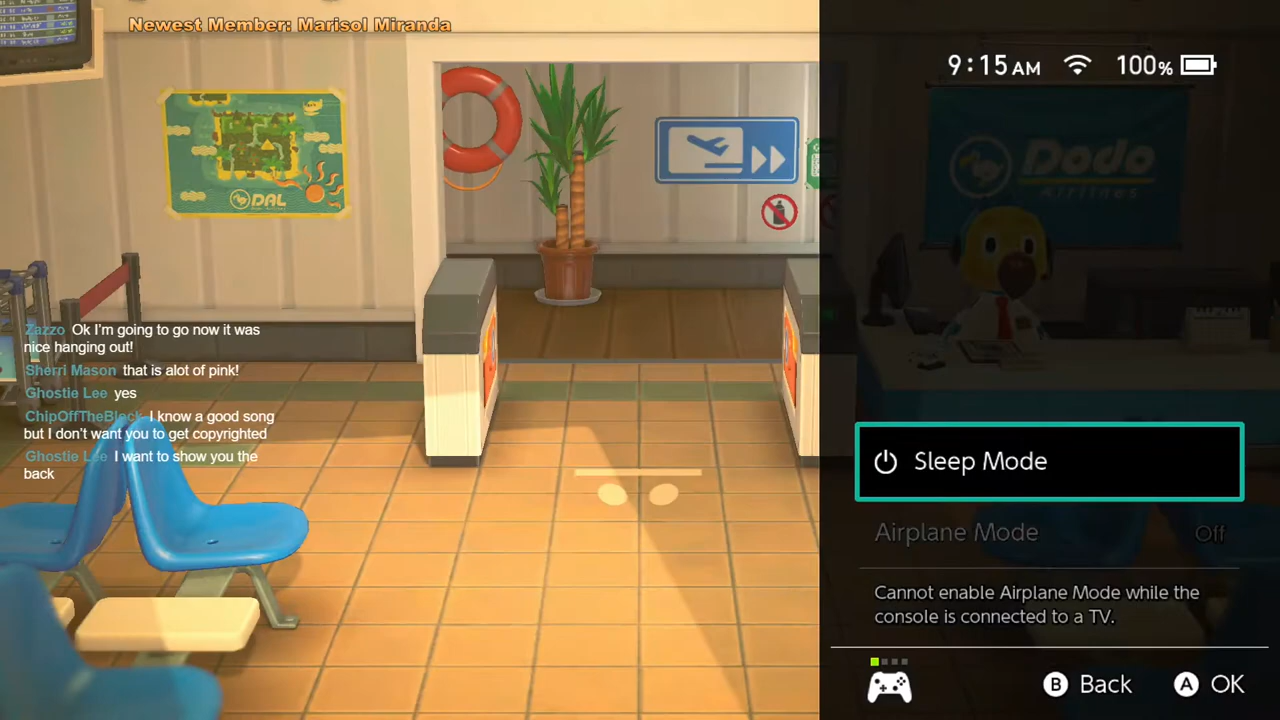 Newest Member: Marisol Miranda
9:15 AM 100%
DAL
Dodo
AIRLINES
Zazzo Ok I'm going to go now it was
nice hanging out!
Sherri Mason that is alot of pink!
Ghostie Lee yes
ChipOffTheBlock I know a good song
but I don't want you to get copyrighted
Ghostie Lee I want to show you the
back
Sleep Mode
Airplane Mode Off
Cannot enable Airplane Mode while the
console is connected to a TV.
B Back A OK